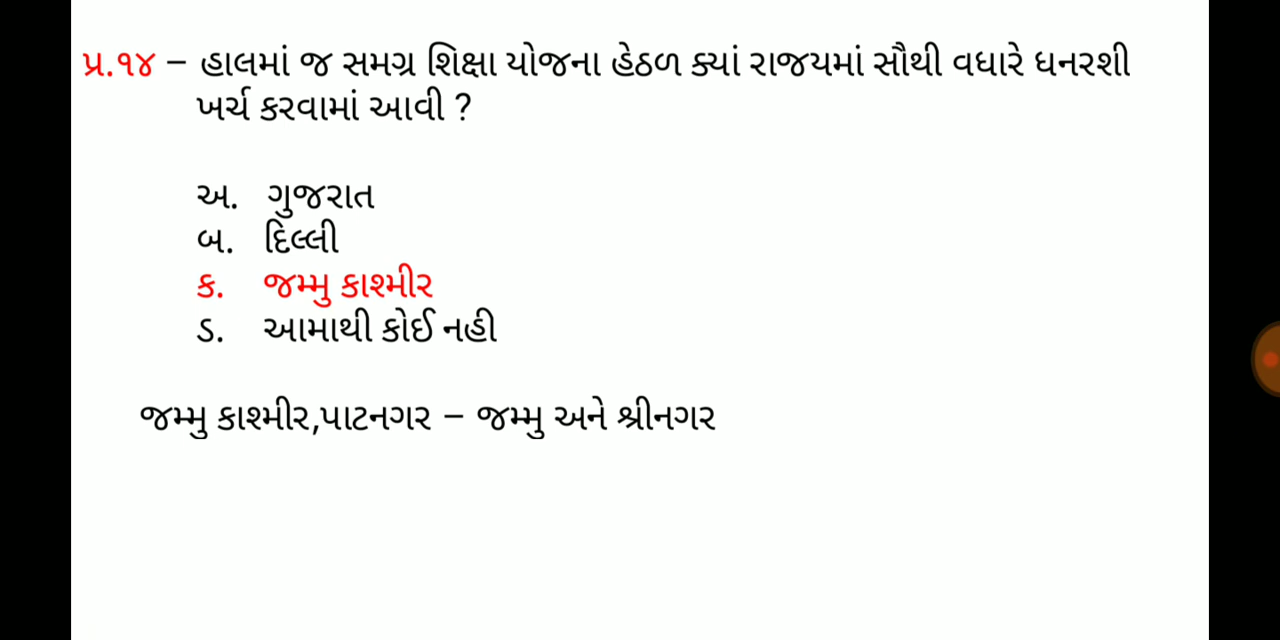 પ્ર.૧૪ – હાલમાં જ સમગ્ર શિક્ષા યોજના હેઠળ ક્યાં રાજયમાં સૌથી વધારે ધનરશી
ખર્ચ કરવામાં આવી ?
અ. ગુજરાત
બ. દિલ્લી
ક. જમ્મુ કાશ્મીર
ડ. આમાથી કોઈ નહી
જમ્મુ કાશ્મીર,પાટનગર – જમ્મુ અને શ્રીનગર